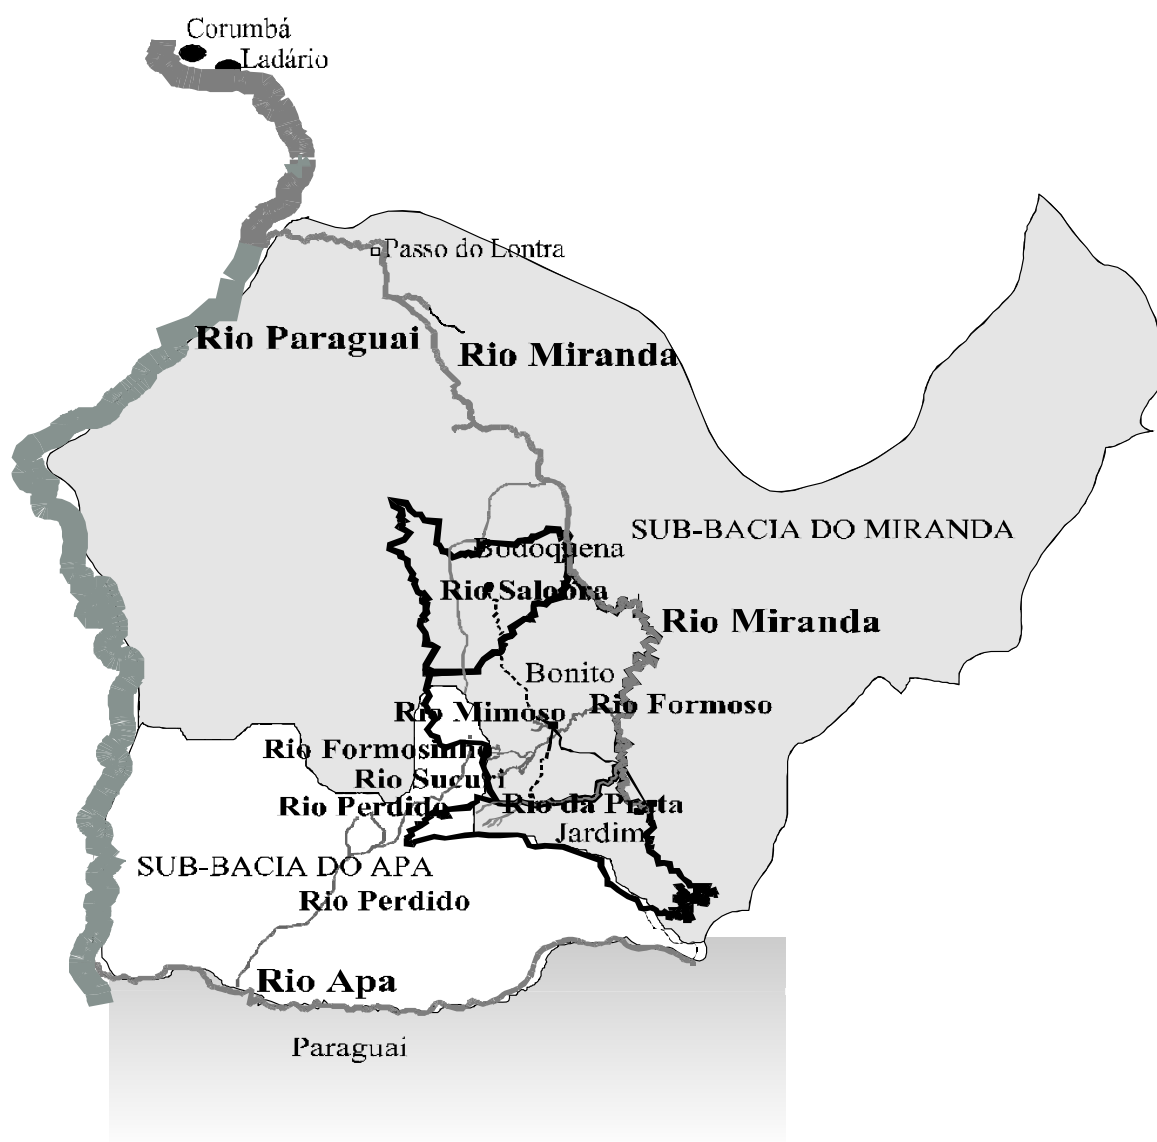 Corumbá
Ladário
Passo do Lontra
Rio Paraguai
Rio Miranda
SUB-BACIA DO MIRANDA
Bodoquena
Rio Salobra
Rio Miranda
Bonito
Rio Formoso
Rio Mimoso
Rio Formosinho
Rio Sucuri
Rio Perdido
Rio da Prata
Jardim
SUB-BACIA DO APA
Rio Perdido
Rio Apa
Paraguai